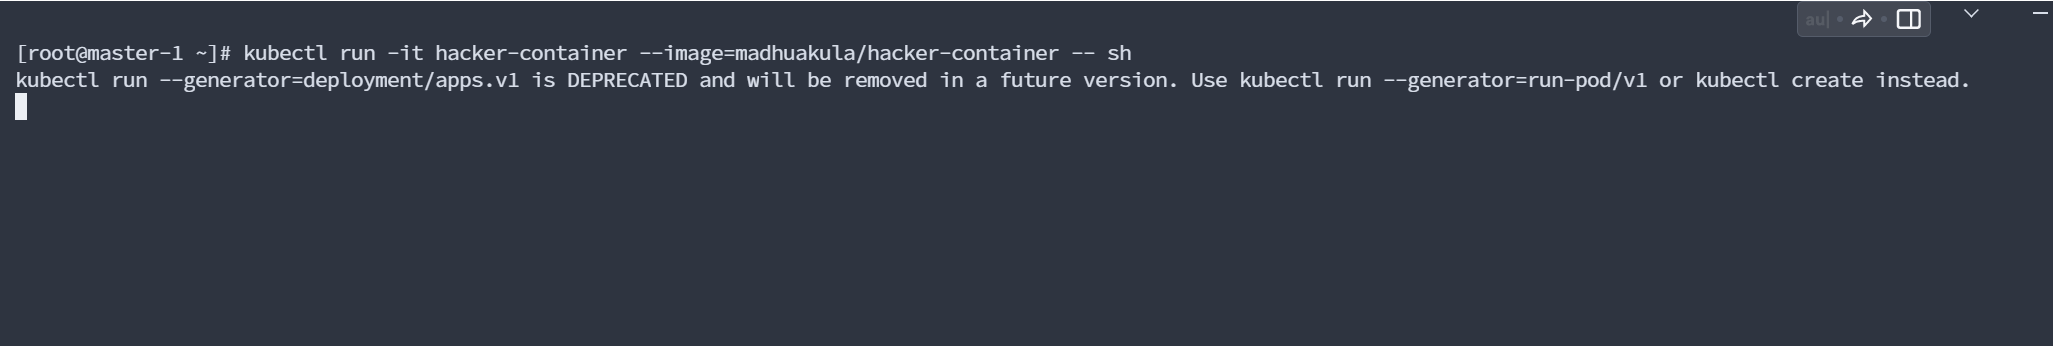 au
[root@master-1 ~]# kubectl run -it hacker-container --image=madhuakula/hacker-container -- sh
kubectl run --generator=deployment/apps.v1 is DEPRECATED and will be removed in a future version. Use kubectl run --generator=run-pod/v1 or kubectl create instead.